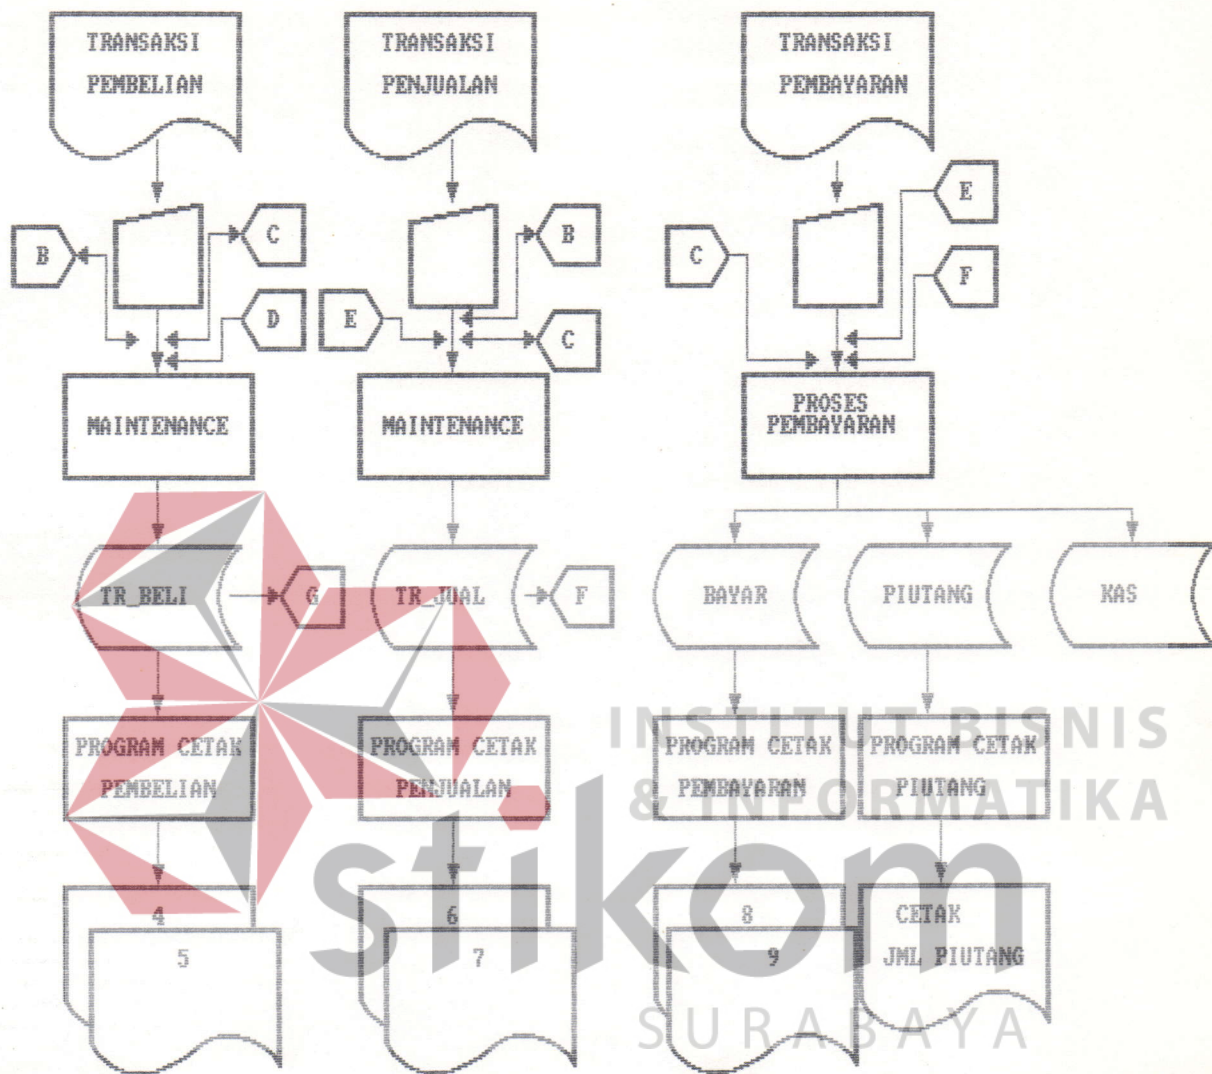 TRANSAKSI
PEMBELIAN
TRANSAKSI
PENJUALAN
TRANSAKSI
PEMBAYARAN
B
C
D
E
B
C
C
E
F
MAINTENANCE
MAINTENANCE
PROSES
PEMBAYARAN
TR_BELI
G
TR_JUAL
F
BAYAR
PIUTANG
KAS
PROGRAM CETAK
PEMBELIAN
PROGRAM CETAK
PENJUALAN
PROGRAM CETAK
PEMBAYARAN
PROGRAM CETAK
PIUTANG
4
5
6
7
8
9
CETAK
JML PIUTANG
INSTITUT BISNIS
& INFORMATIKA
stikom
SURABAYA